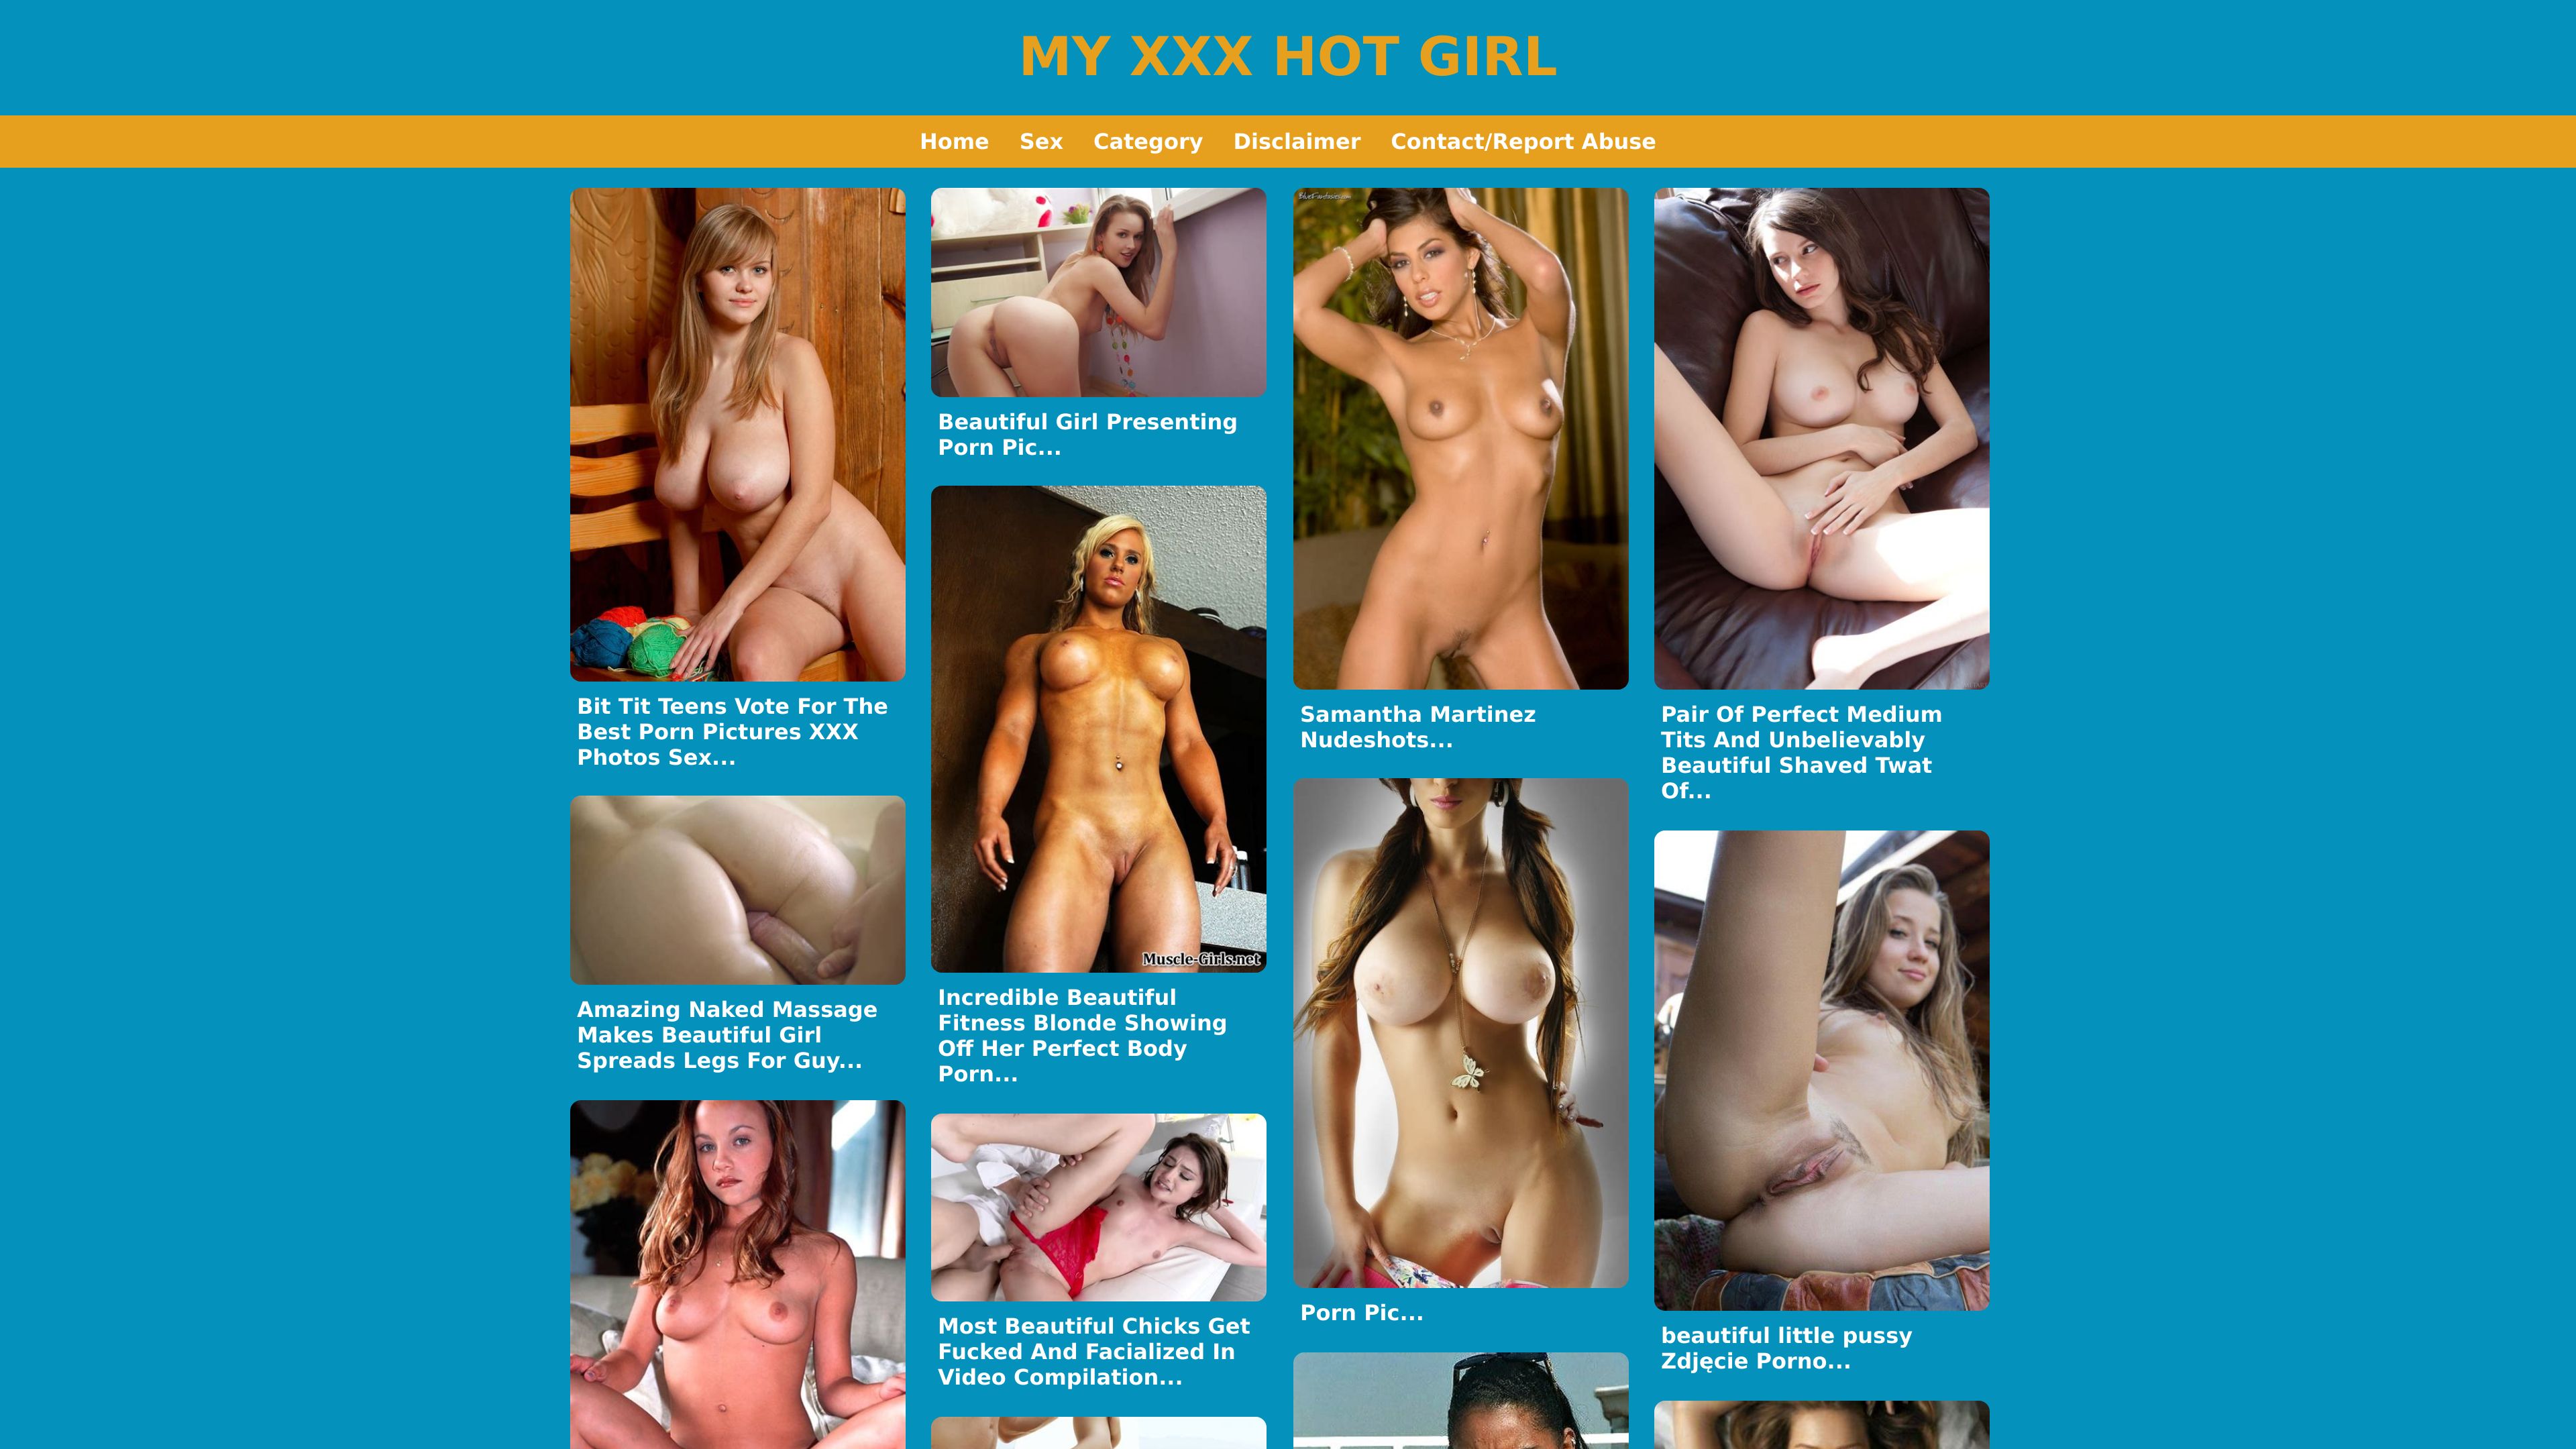 MY XXX HOT GIRL
Home Sex Category Disclaimer Contact/Report Abuse
Bit Tit Teens Vote For The
Best Porn Pictures XXX
Photos Sex...
Amazing Naked Massage
Makes Beautiful Girl
Spreads Legs For Guy...
Beautiful Girl Presenting
Porn Pic...
Muscle-Girls.net
Incredible Beautiful
Fitness Blonde Showing
Off Her Perfect Body
Porn...
Most Beautiful Chicks Get
Fucked And Facialized In
Video Compilation...
Samantha Martinez
Nudeshots...
Porn Pic...
Pair Of Perfect Medium
Tits And Unbelievably
Beautiful Shaved Twat
Of...
beautiful little pussy
Zdjęcie Porno...